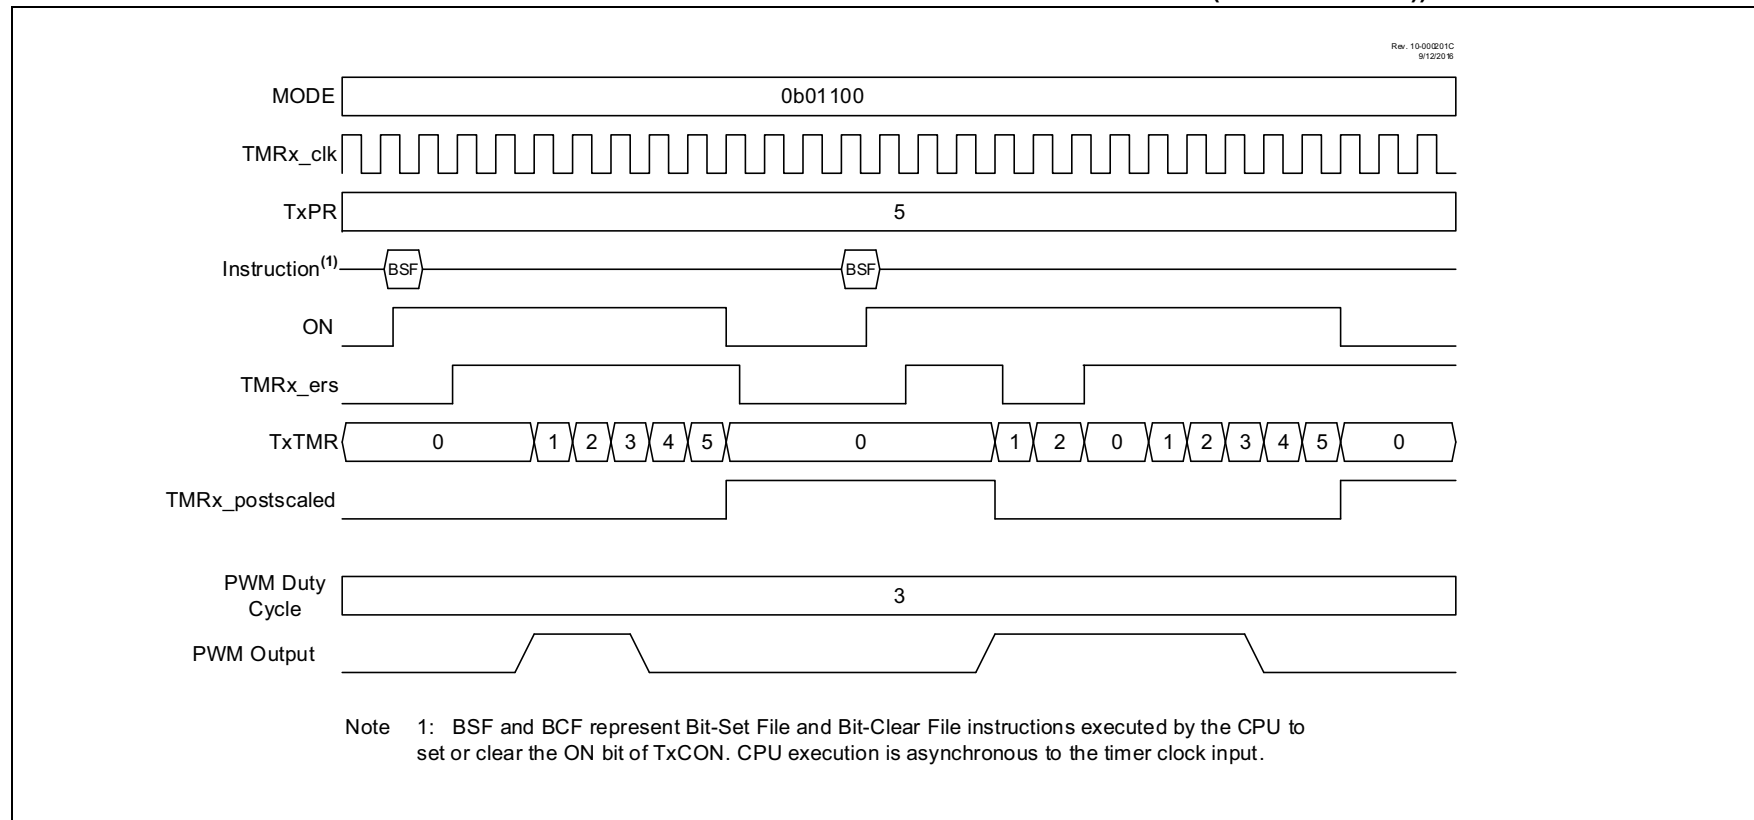 Rev. 10-000201C
9/12/2016
MODE 0b01100
TMRx_clk
TxPR 5
Instruction(1) BSF BSF
ON
TMRx_ers
TxTMR 0 1 2 3 4 5 0 1 2 0 1 2 3 4 5 0
TMRx_postscaled
PWM Duty
Cycle 3
PWM Output
Note 1: BSF and BCF represent Bit-Set File and Bit-Clear File instructions executed by the CPU to
set or clear the ON bit of TxCON. CPU execution is asynchronous to the timer clock input.